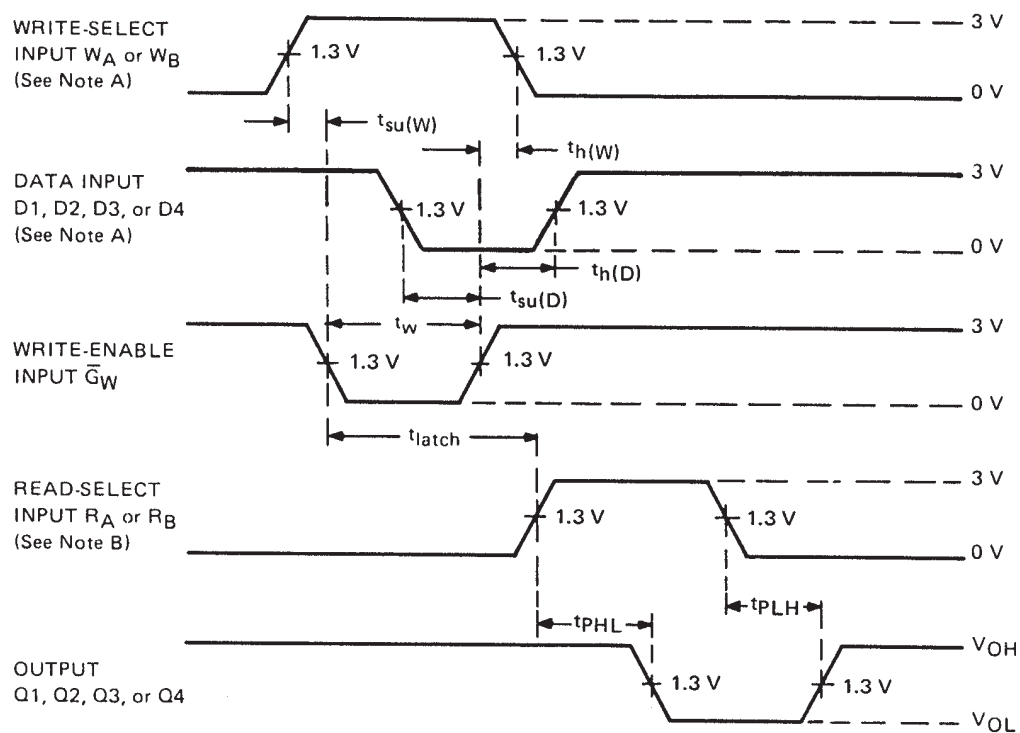 WRITE-SELECT
INPUT WA or WB
(See Note A)
1.3 V
1.3 V
3 V
0 V
tsu(W)
th(W)
DATA INPUT
D1, D2, D3, or D4
(See Note A)
1.3 V
1.3 V
3 V
0 V
th(D)
tsu(D)
tw
WRITE-ENABLE
INPUT G̅W
1.3 V
1.3 V
3 V
0 V
tlatch
READ-SELECT
INPUT RA or RB
(See Note B)
1.3 V
1.3 V
3 V
0 V
tPHL
tPLH
OUTPUT
Q1, Q2, Q3, or Q4
1.3 V
1.3 V
VOH
VOL